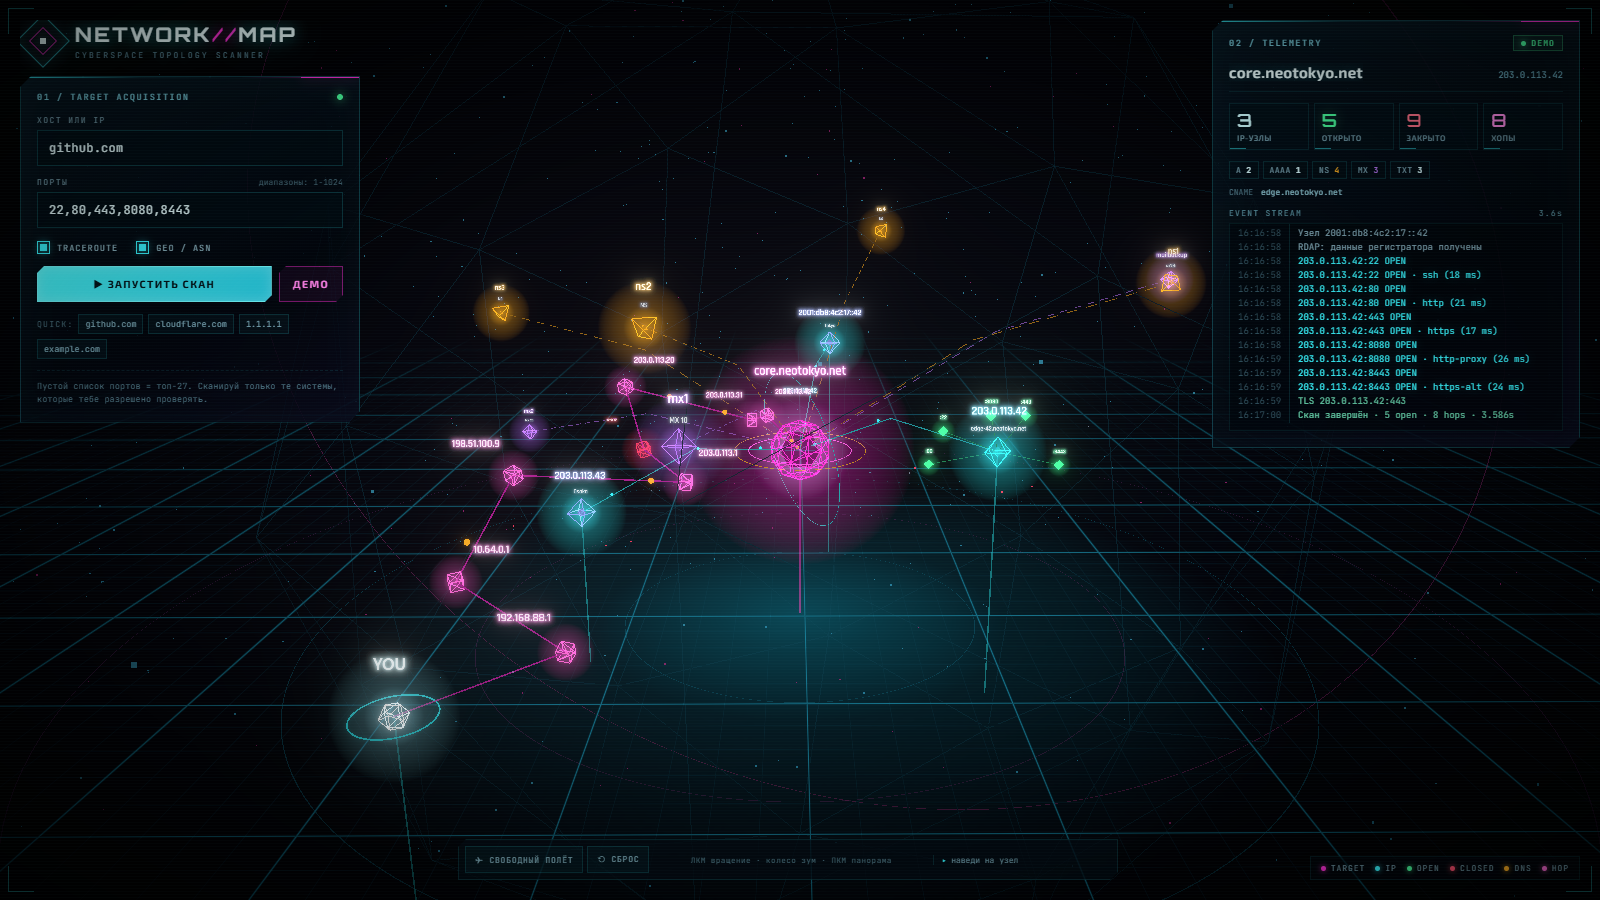 NETWORK//MAP
CYBERSPACE TOPOLOGY SCANNER
01 / TARGET ACQUISITION
ХОСТ ИЛИ IP
github.com
ПОРТЫ
диапазоны: 1-1024
22,80,443,8080,8443
TRACEROUTE
GEO / ASN
▶ ЗАПУСТИТЬ СКАН
ДЕМО
QUICK:
github.com
cloudflare.com
1.1.1.1
example.com
Пустой список портов = топ-27. Сканируй только те системы,
которые тебе разрешено проверять.
02 / TELEMETRY
DEMO
core.neotokyo.net
203.0.113.42
3
IP-УЗЛЫ
5
ОТКРЫТО
9
ЗАКРЫТО
8
ХОПЫ
A 2
AAAA 1
NS 4
MX 3
TXT 3
CNAME edge.neotokyo.net
EVENT STREAM
3.6s
16:16:58 Узел 2001:db8:4c2:17::42
16:16:58 RDAP: данные регистратора получены
16:16:58 203.0.113.42:22 OPEN
16:16:58 203.0.113.42:22 OPEN · ssh (18 ms)
16:16:58 203.0.113.42:80 OPEN
16:16:58 203.0.113.42:80 OPEN · http (21 ms)
16:16:58 203.0.113.42:443 OPEN
16:16:58 203.0.113.42:443 OPEN · https (17 ms)
16:16:58 203.0.113.42:8080 OPEN
16:16:59 203.0.113.42:8080 OPEN · http-proxy (26 ms)
16:16:59 203.0.113.42:8443 OPEN
16:16:59 203.0.113.42:8443 OPEN · https-alt (24 ms)
16:16:59 TLS 203.0.113.42:443
16:17:00 Скан завершён · 5 open · 8 hops · 3.586s
ns4
ns1
ns3
ns2
NS
2001:db8:4c2:17::42
Tokyo
203.0.113.20
core.neotokyo.net
203.0.113.31
mx1
MX 10
mx2
203.0.113.42
edge-42.neotokyo.net
:22
:80
:8443
198.51.100.9
203.0.113.1
203.0.113.43
Osaka
10.64.0.1
192.168.88.1
YOU
✈ СВОБОДНЫЙ ПОЛЁТ
СБРОС
ЛКМ вращение · колесо зум · ПКМ панорама
▸ наведи на узел
TARGET
IP
OPEN
CLOSED
DNS
HOP